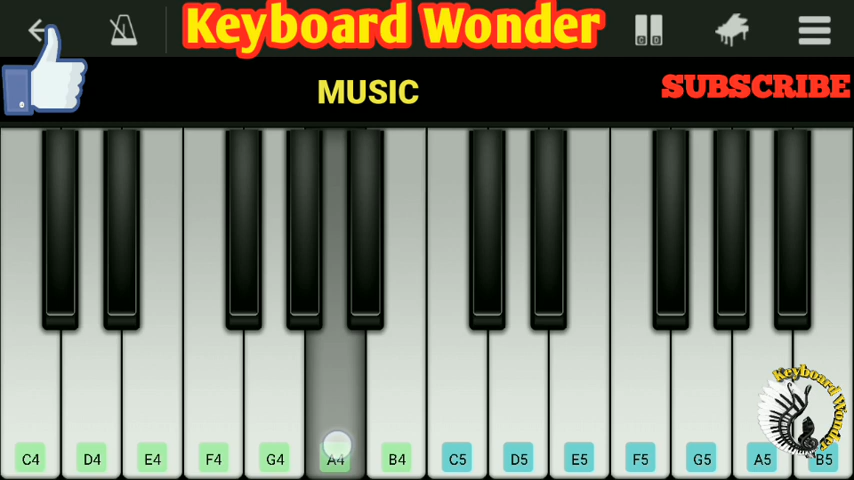 Keyboard Wonder
MUSIC
SUBSCRIBE
Keyboard Wonder
C4 D4 E4 F4 G4 A4 B4 C5 D5 E5 F5 G5 A5 B5